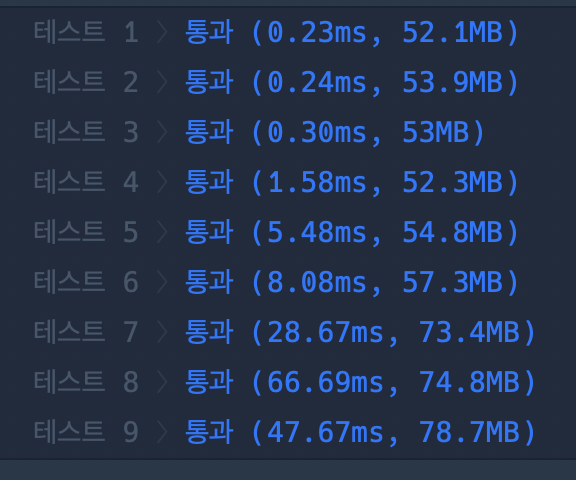 테스트 1 〉 통과 (0.23ms, 52.1MB)
테스트 2 〉 통과 (0.24ms, 53.9MB)
테스트 3 〉 통과 (0.30ms, 53MB)
테스트 4 〉 통과 (1.58ms, 52.3MB)
테스트 5 〉 통과 (5.48ms, 54.8MB)
테스트 6 〉 통과 (8.08ms, 57.3MB)
테스트 7 〉 통과 (28.67ms, 73.4MB)
테스트 8 〉 통과 (66.69ms, 74.8MB)
테스트 9 〉 통과 (47.67ms, 78.7MB)